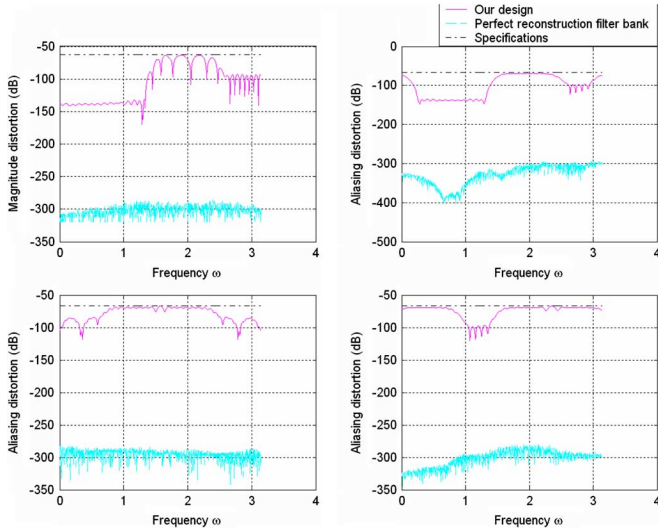 Our design
Perfect reconstruction filter bank
Specifications
-50
-100
-150
-200
-250
-300
-350
Magnitude distortion (dB)
0 1 2 3 4
Frequency ω
0
-100
-200
-300
-400
-500
Aliasing distortion (dB)
0 1 2 3 4
Frequency ω
-50
-100
-150
-200
-250
-300
-350
Aliasing distortion (dB)
0 1 2 3 4
Frequency ω
-50
-100
-150
-200
-250
-300
-350
Aliasing distortion (dB)
0 1 2 3 4
Frequency ω